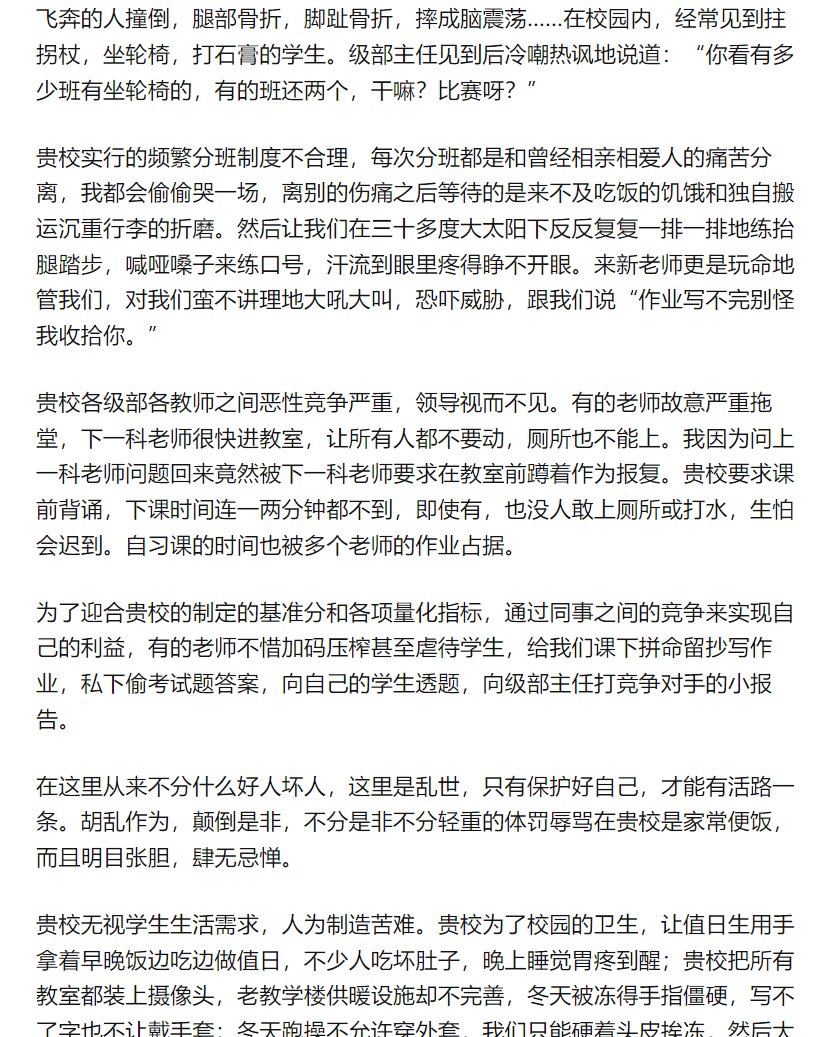 飞奔的人撞倒，腿部骨折，脚趾骨折，摔成脑震荡......在校园内，经常见到拄
拐杖，坐轮椅，打石膏的学生。级部主任见到后冷嘲热讽地说道：“你看有多
少班有坐轮椅的，有的班还两个，干嘛？比赛呀？”
贵校实行的频繁分班制度不合理，每次分班都是和曾经相亲相爱人的痛苦分
离，我都会偷偷哭一场，离别的伤痛之后等待的是来不及吃饭的饥饿和独自搬
运沉重行李的折磨。然后让我们在三十多度大太阳下反反复复一排一排地练抬
腿踏步，喊哑嗓子来练口号，汗流到眼里疼得睁不开眼。来新老师更是玩命地
管我们，对我们蛮不讲理地大吼大叫，恐吓威胁，跟我们说“作业写不完别怪
我收拾你。”
贵校各级部各教师之间恶性竞争严重，领导视而不见。有的老师故意严重拖
堂，下一科老师很快进教室，让所有人都不要动，厕所也不能上。我因为问上
一科老师问题回来竟然被下一科老师要求在教室前蹲着作为报复。贵校要求课
前背诵，下课时间连一两分钟都不到，即使有，也没人敢上厕所或打水，生怕
会迟到。自习课的时间也被多个老师的作业占据。
为了迎合贵校的制定的基准分和各项量化指标，通过同事之间的竞争来实现自
己的利益，有的老师不惜加码压榨甚至虐待学生，给我们课下拼命留抄写作
业，私下偷考试题答案，向自己的学生透题，向级部主任打竞争对手的小报
告。
在这里从来不分什么好人坏人，这里是乱世，只有保护好自己，才能有活路一
条。胡乱作为，颠倒是非，不分是非不分轻重的体罚辱骂在贵校是家常便饭，
而且明目张胆，肆无忌惮。
贵校无视学生生活需求，人为制造苦难。贵校为了校园的卫生，让值日生用手
拿着早晚饭边吃边做值日，不少人吃坏肚子，晚上睡觉胃疼到醒；贵校把所有
教室都装上摄像头，老教学楼供暖设施却不完善，冬天被冻得手指僵硬，写不
了字也不让戴手套；冬天跑操不允许穿外套，我们只能硬着头皮挨冻，然后大